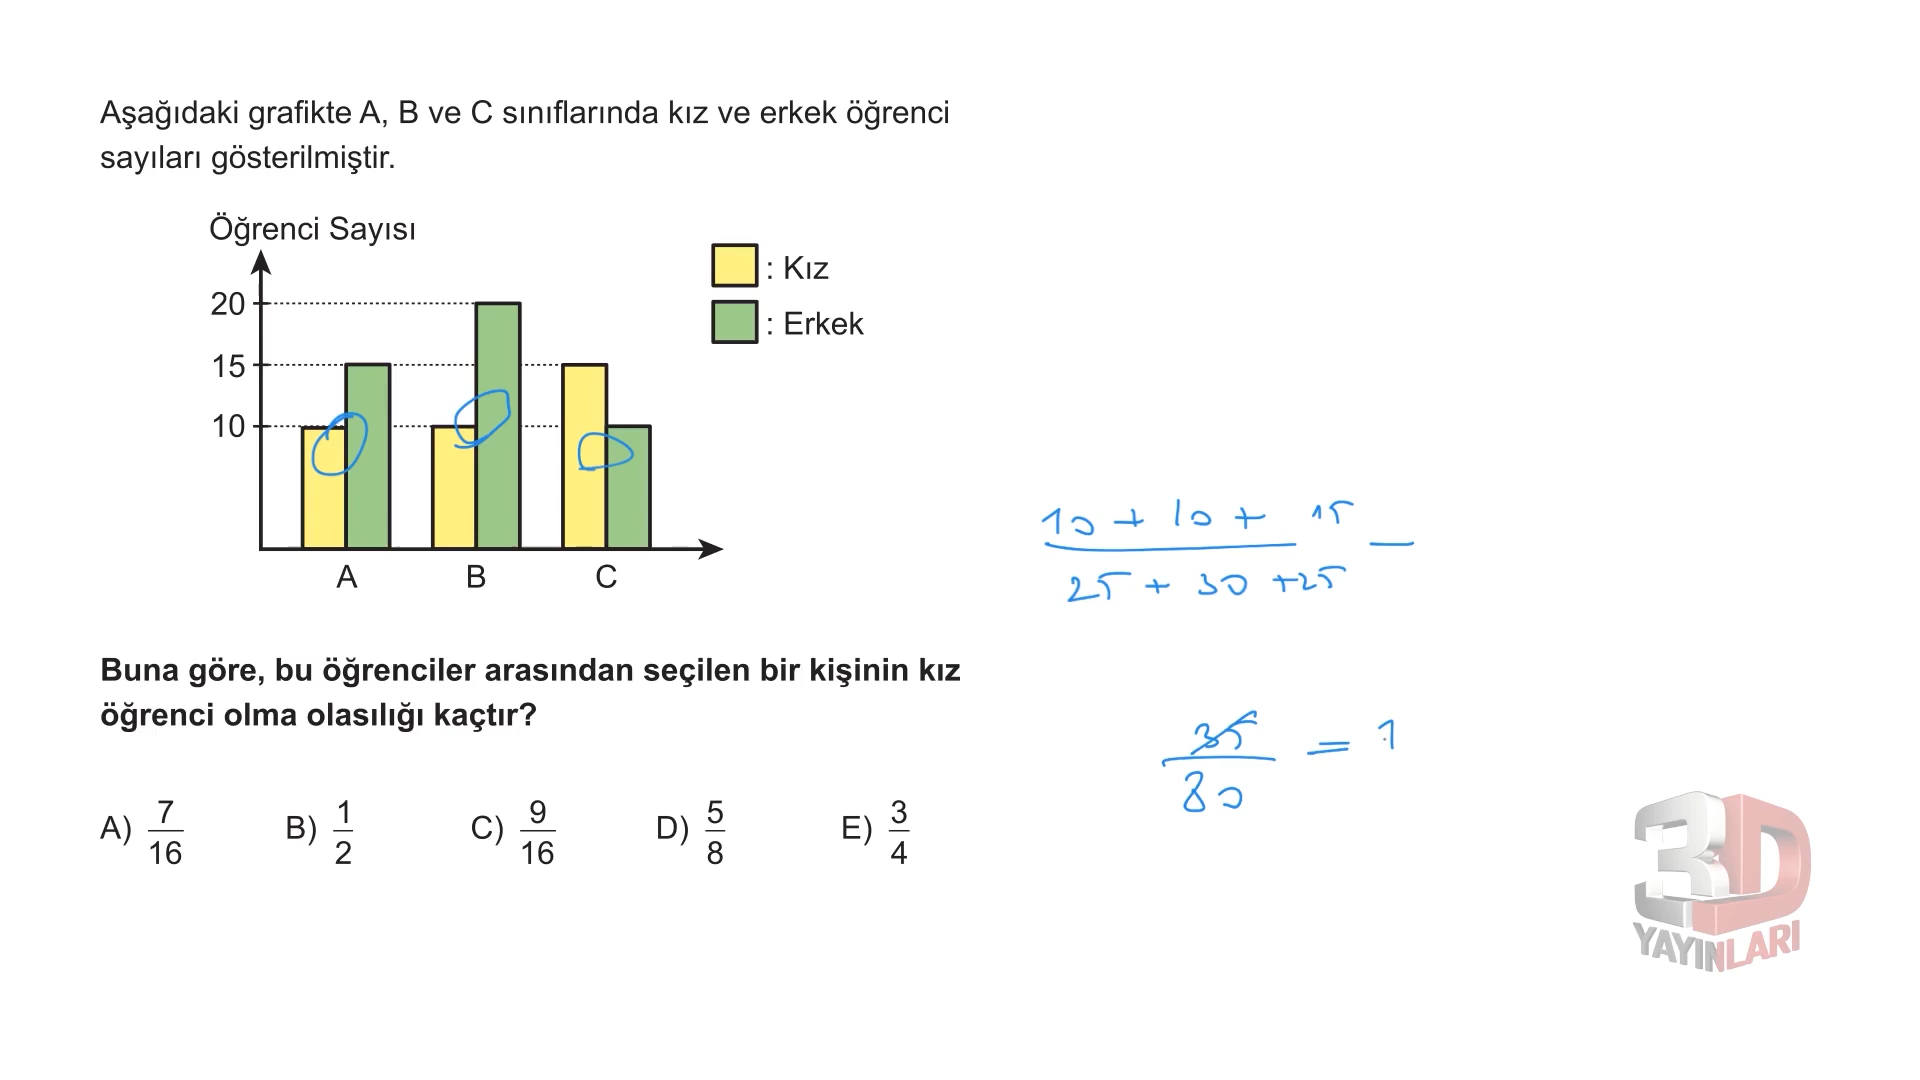 Aşağıdaki grafikte A, B ve C sınıflarında kız ve erkek öğrenci
sayıları gösterilmiştir.
Öğrenci Sayısı
: Kız
: Erkek
20
15
10
A B C
10 + 10 + 15
25 + 30 + 25
Buna göre, bu öğrenciler arasından seçilen bir kişinin kız
öğrenci olma olasılığı kaçtır?
35
80
=
A) 7/16 B) 1/2 C) 9/16 D) 5/8 E) 3/4
3D
YAYINLARI